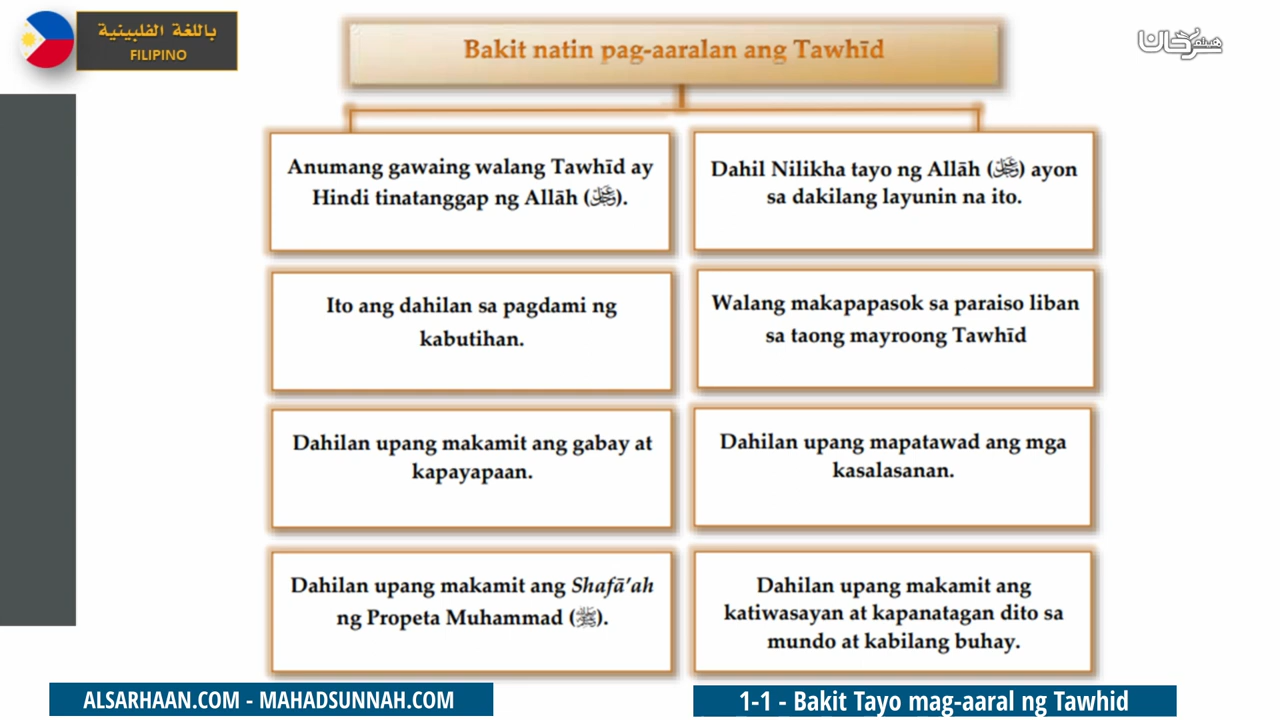 باللغة الفلبينية
FILIPINO
Bakit natin pag-aaralan ang Tawhīd
Anumang gawaing walang Tawhīd ay
Hindi tinatanggap ng Allāh (ﷻ).
Dahil Nilikha tayo ng Allāh (ﷻ) ayon
sa dakilang layunin na ito.
Ito ang dahilan sa pagdami ng
kabutihan.
Walang makapapasok sa paraiso liban
sa taong mayroong Tawhīd
Dahilan upang makamit ang gabay at
kapayapaan.
Dahilan upang mapatawad ang mga
kasalasanan.
Dahilan upang makamit ang Shafā’ah
ng Propeta Muhammad (ﷺ).
Dahilan upang makamit ang
katiwasayan at kapanatagan dito sa
mundo at kabilang buhay.
ALSARHAAN.COM - MAHADSUNNAH.COM
1-1 - Bakit Tayo mag-aaral ng Tawhid